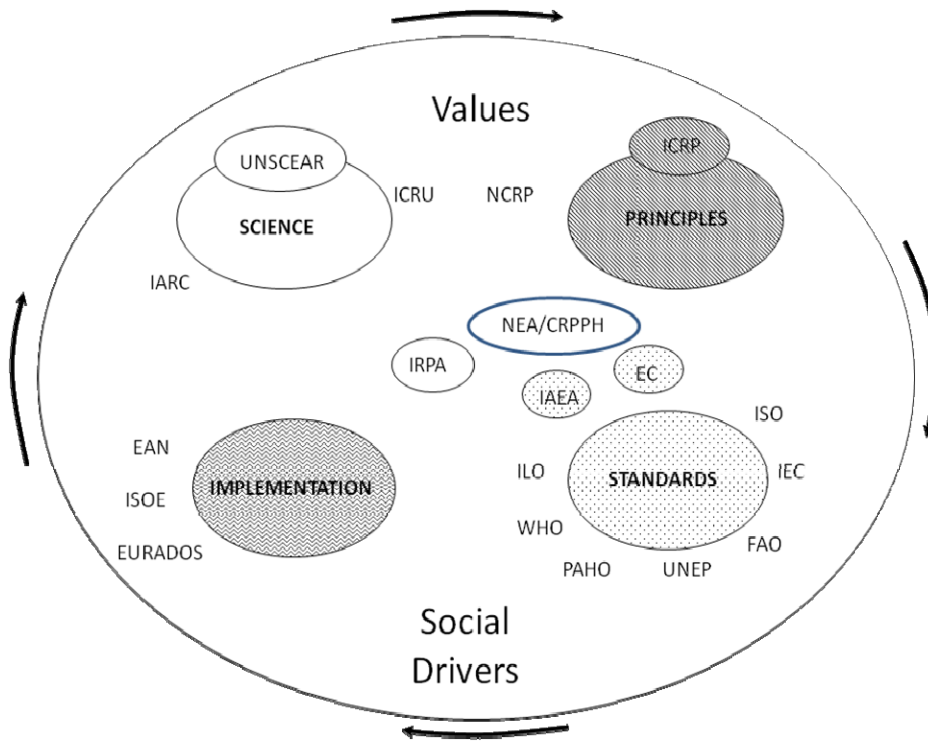 Values
UNSCEAR
ICRP
ICRU
NCRP
SCIENCE
PRINCIPLES
IARC
NEA/CRPPH
IRPA
EC
IAEA
ISO
EAN
ILO
STANDARDS
IEC
IMPLEMENTATION
ISOE
WHO
FAO
EURADOS
PAHO
UNEP
Social
Drivers